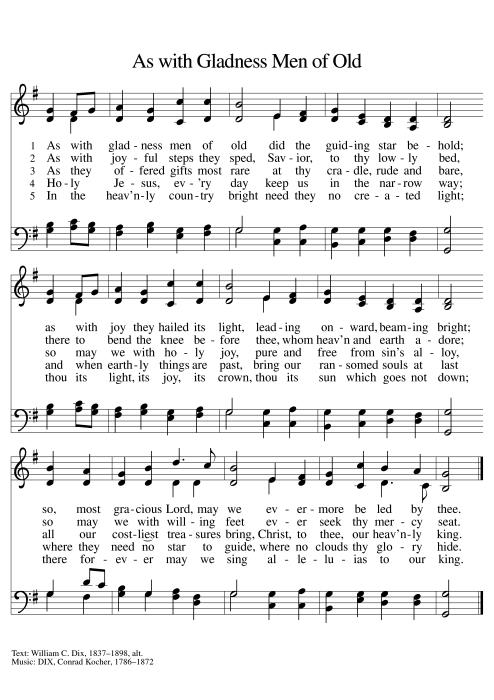 As with Gladness Men of Old
1 As with glad - ness men of old did the guid - ing star be - hold;
2 As with joy - ful steps they sped, Sav - ior, to thy low - ly bed,
3 As they of - fered gifts most rare at thy cra - dle, rude and bare,
4 Ho - ly Je - sus, ev - 'ry day keep us in the nar - row way;
5 In the heav'n - ly coun - try bright need they no cre - a - ted light;
as with joy they hailed its light, lead - ing on - ward, beam - ing bright;
there to bend the knee be - fore thee, whom heav'n and earth a - dore;
so may we with ho - ly joy, pure and free from sin's al - loy,
and when earth - ly things are past, bring our ran - somed souls at last
thou its light, its joy, its crown, thou its sun which goes not down;
so, most gra - cious Lord, may we ev - er - more be led by thee.
so may we with will - ing feet ev - er seek thy mer - cy seat.
all our cost - liest trea - sures bring, Christ, to thee, our heav'n - ly king.
where they need no star to guide, where no clouds thy glo - ry hide.
there for - ev - er may we sing al - le - lu - ias to our king.
Text: William C. Dix, 1837–1898, alt.
Music: DIX, Conrad Kocher, 1786–1872